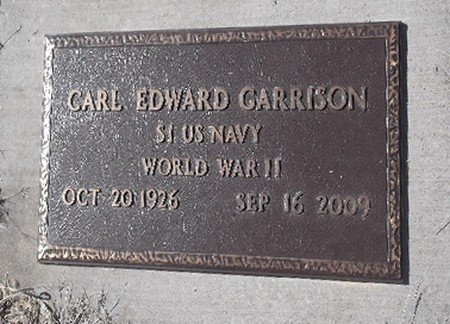 CARL EDWARD GARRISON
S1 US NAVY
WORLD WAR II
OCT 20 1926 SEP 16 2009